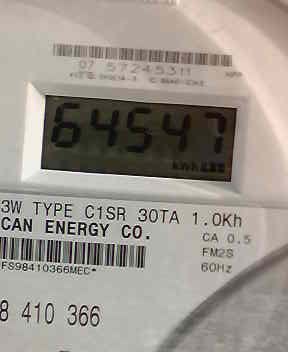 07 57245311
64547
kWh
3W TYPE C1SR 30TA 1.0Kh
CAN ENERGY CO.
CA 0.5
FM2S
60Hz
FS98410366MEC*
8 410 366